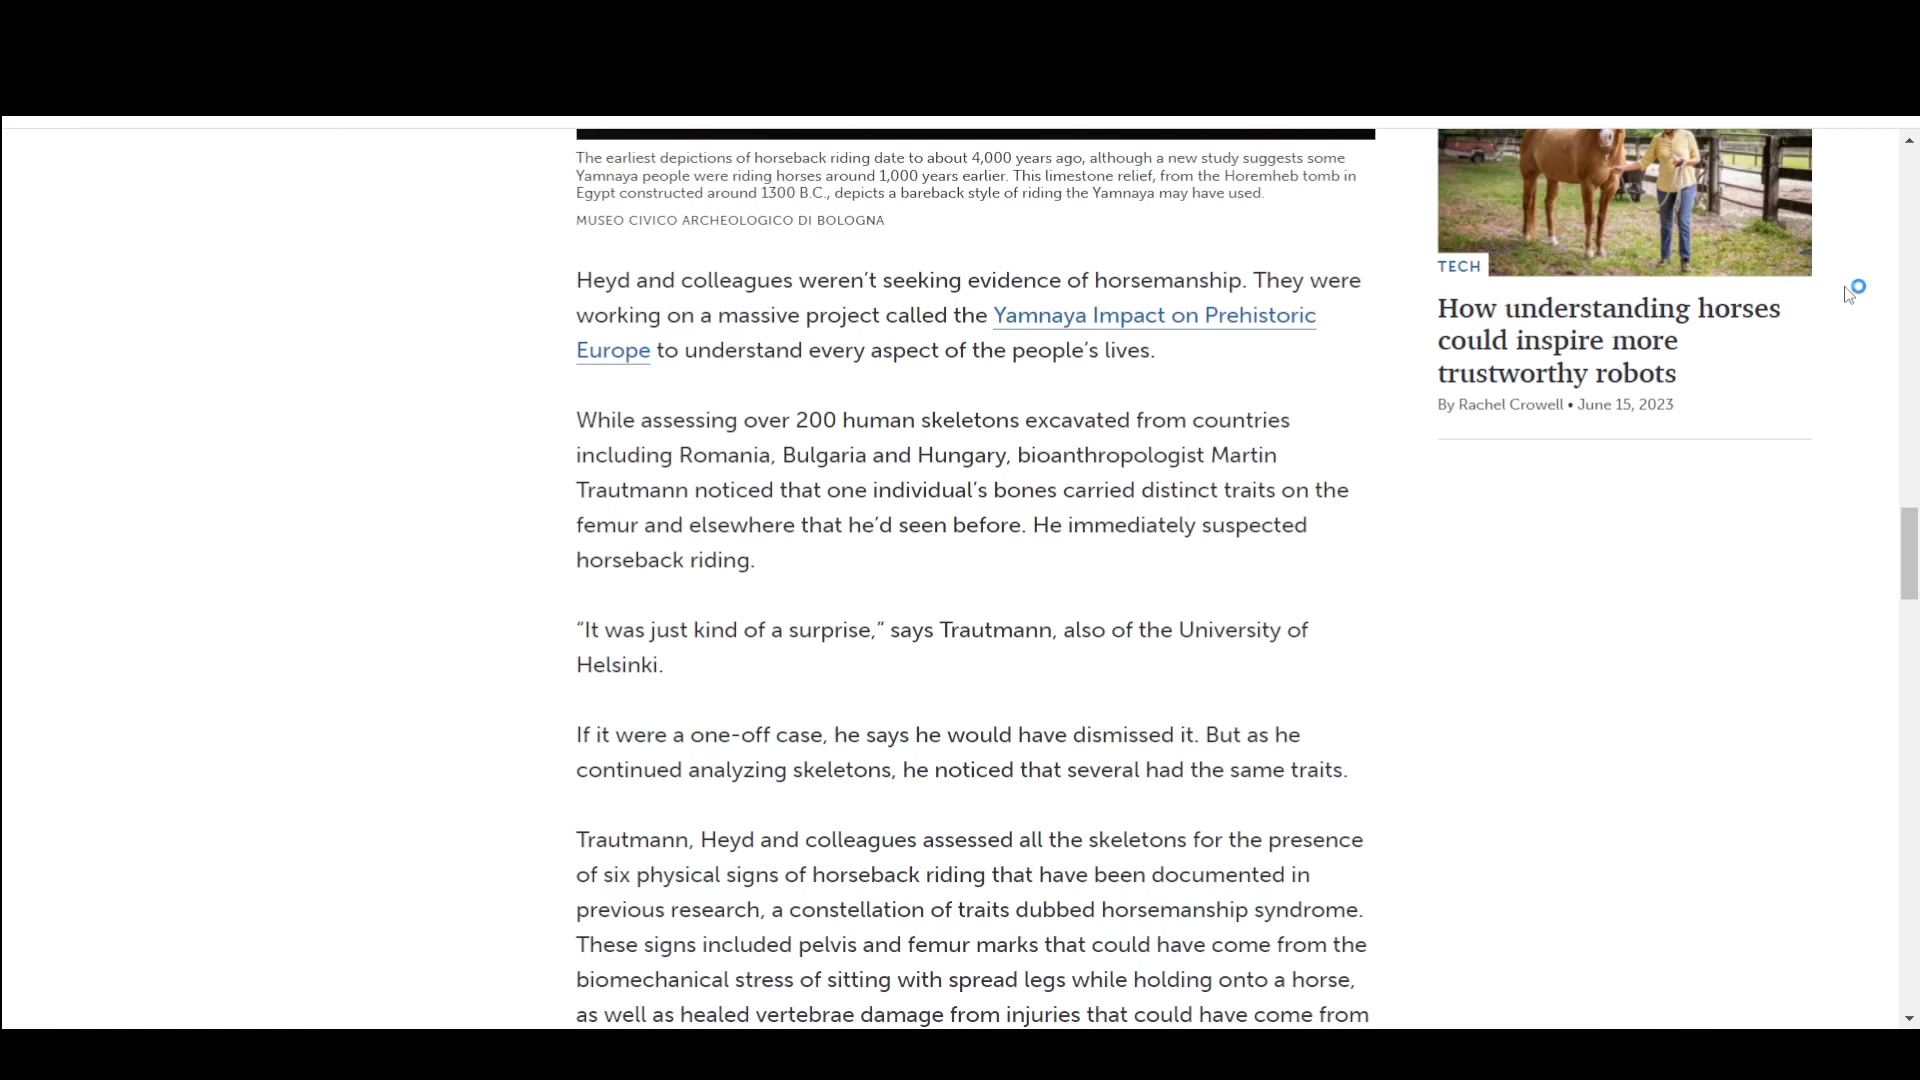 The earliest depictions of horseback riding date to about 4,000 years ago, although a new study suggests some
Yamnaya people were riding horses around 1,000 years earlier. This limestone relief, from the Horemheb tomb in
Egypt constructed around 1300 B.C., depicts a bareback style of riding the Yamnaya may have used.
MUSEO CIVICO ARCHEOLOGICO DI BOLOGNA
Heyd and colleagues weren’t seeking evidence of horsemanship. They were
working on a massive project called the Yamnaya Impact on Prehistoric
Europe to understand every aspect of the people’s lives.
While assessing over 200 human skeletons excavated from countries
including Romania, Bulgaria and Hungary, bioanthropologist Martin
Trautmann noticed that one individual’s bones carried distinct traits on the
femur and elsewhere that he’d seen before. He immediately suspected
horseback riding.
“It was just kind of a surprise,” says Trautmann, also of the University of
Helsinki.
If it were a one-off case, he says he would have dismissed it. But as he
continued analyzing skeletons, he noticed that several had the same traits.
Trautmann, Heyd and colleagues assessed all the skeletons for the presence
of six physical signs of horseback riding that have been documented in
previous research, a constellation of traits dubbed horsemanship syndrome.
These signs included pelvis and femur marks that could have come from the
biomechanical stress of sitting with spread legs while holding onto a horse,
as well as healed vertebrae damage from injuries that could have come from
TECH
How understanding horses
could inspire more
trustworthy robots
By Rachel Crowell • June 15, 2023